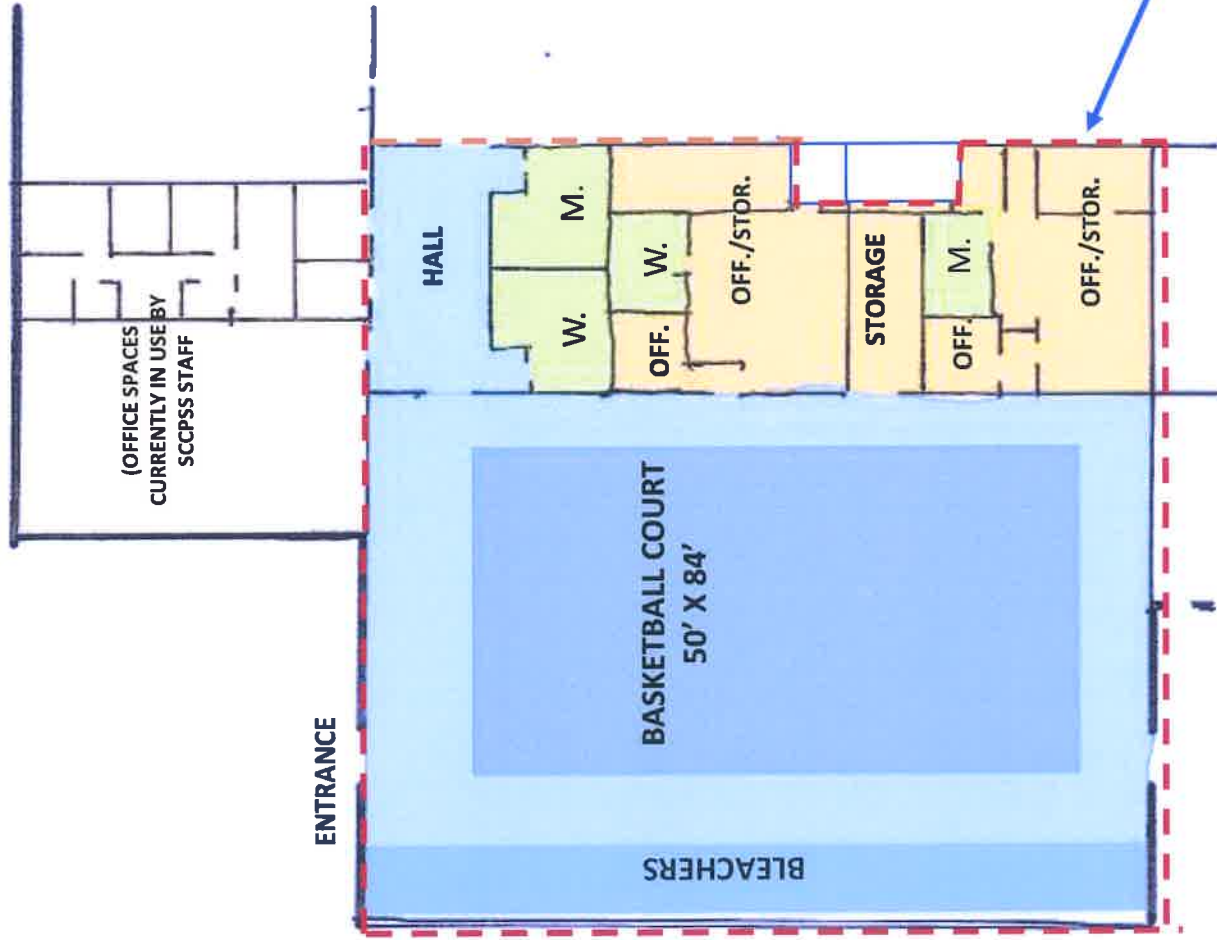 (OFFICE SPACES
CURRENTLY IN USE BY
SCCPSS STAFF
ENTRANCE
HALL
M.
W.
W.
OFF.
OFF./STOR.
STORAGE
M.
OFF.
OFF./STOR.
BASKETBALL COURT
50' X 84'
BLEACHERS